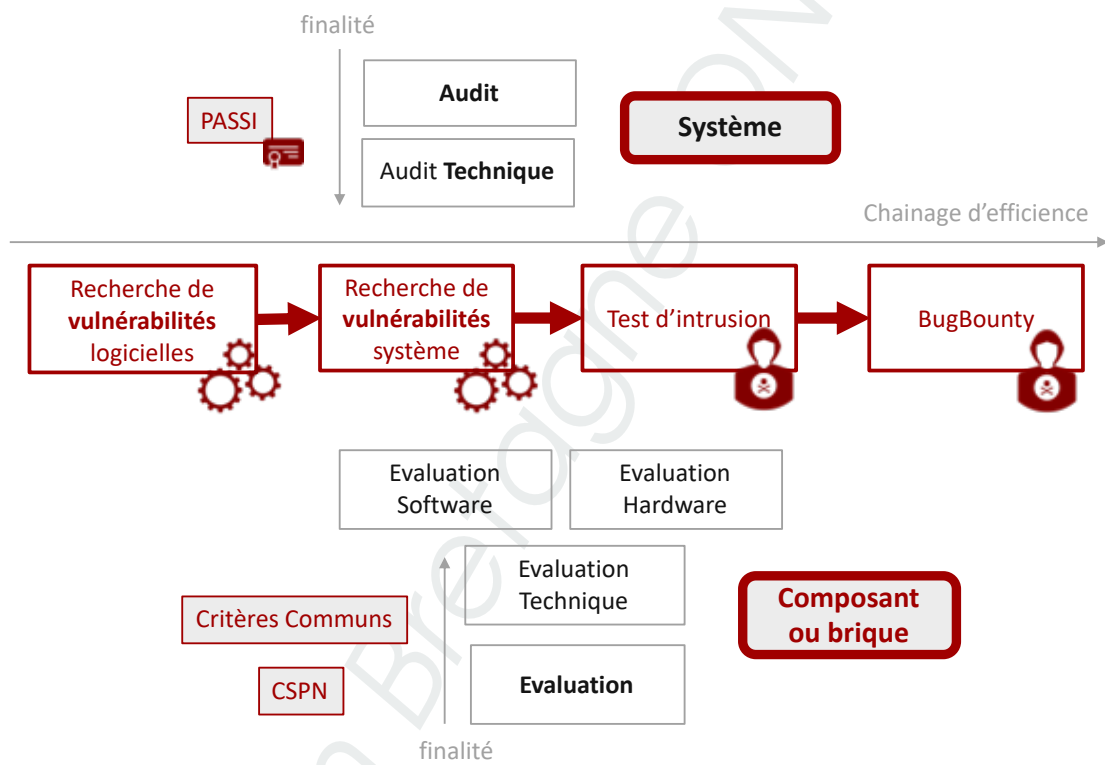 finalité
Audit
PASSI
Système
Audit Technique
Chainage d'efficience
Recherche de
vulnérabilités
logicielles
Recherche de
vulnérabilités
système
Test d'intrusion
BugBounty
Evaluation
Software
Evaluation
Hardware
Evaluation
Technique
Critères Communs
Composant
ou brique
CSPN
Evaluation
finalité
Bretagne